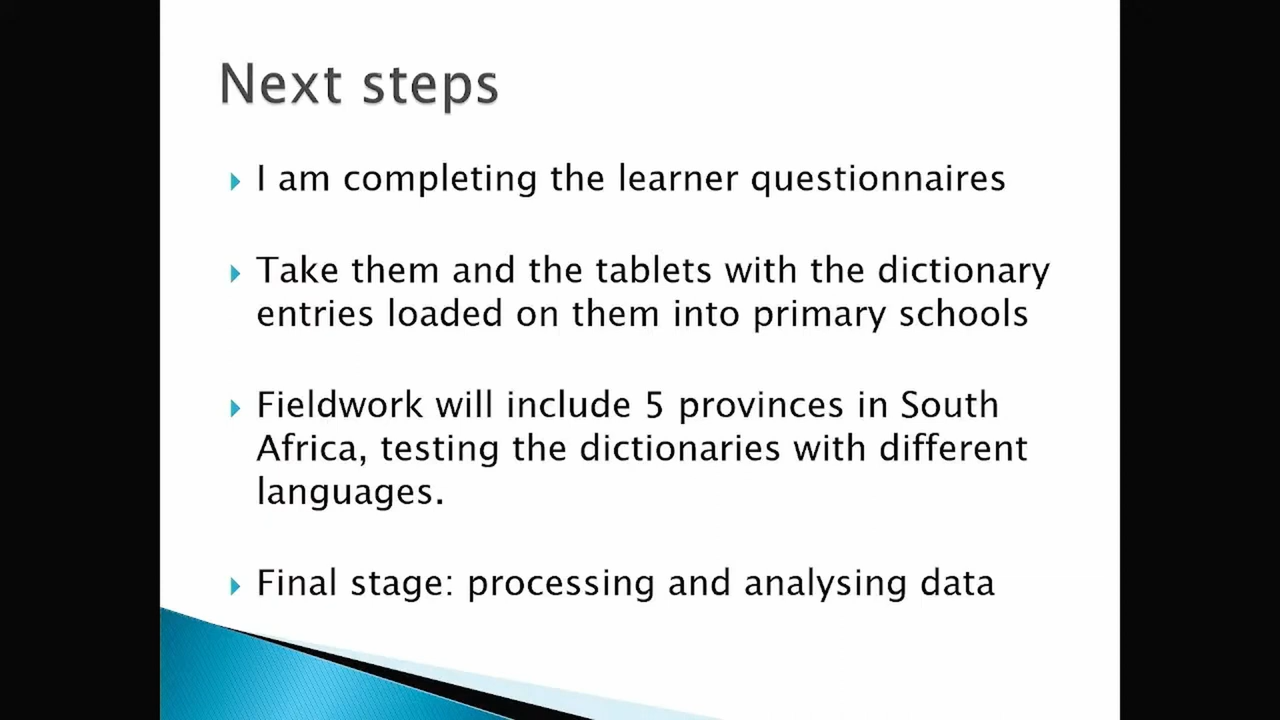 Next steps
I am completing the learner questionnaires
Take them and the tablets with the dictionary
entries loaded on them into primary schools
Fieldwork will include 5 provinces in South
Africa, testing the dictionaries with different
languages.
Final stage: processing and analysing data